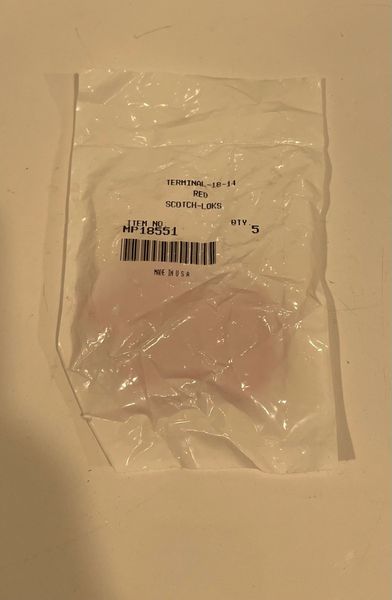 TERMINAL-18-14
RED
SCOTCH-LOKS
ITEM NO. QTY.
MP18551 5
MADE IN U S A